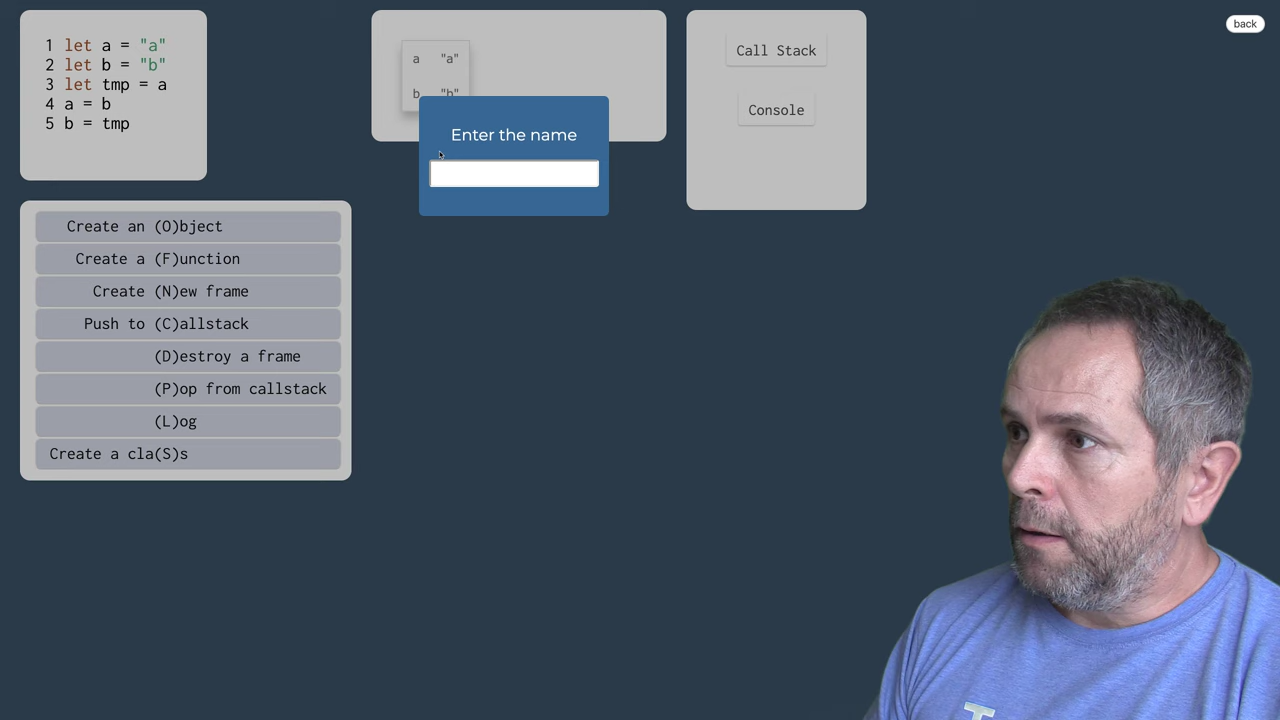 1 let a = "a"
2 let b = "b"
3 let tmp = a
4 a = b
5 b = tmp
a "a"
b "b"
Enter the name
Call Stack
Console
back
Create an (O)bject
Create a (F)unction
Create (N)ew frame
Push to (C)allstack
(D)estroy a frame
(P)op from callstack
(L)og
Create a cla(S)s
T